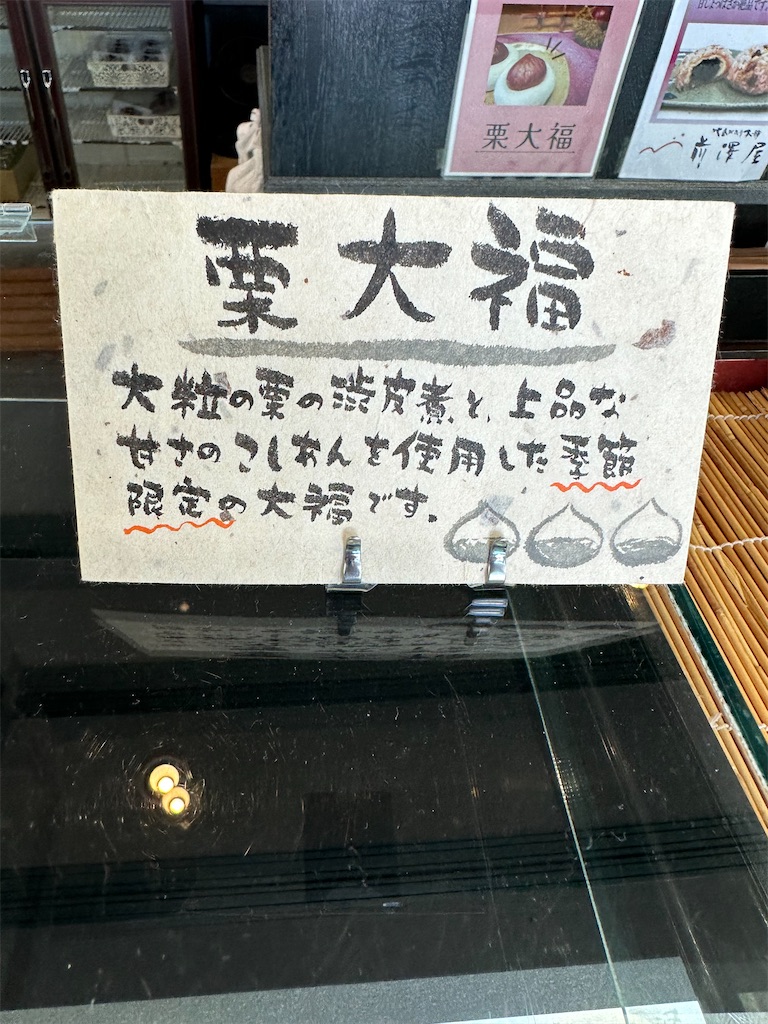 栗大福
栗大福
大粒の栗の渋皮煮と、上品な
甘さのこしあんを使用した季節
限定の大福です。